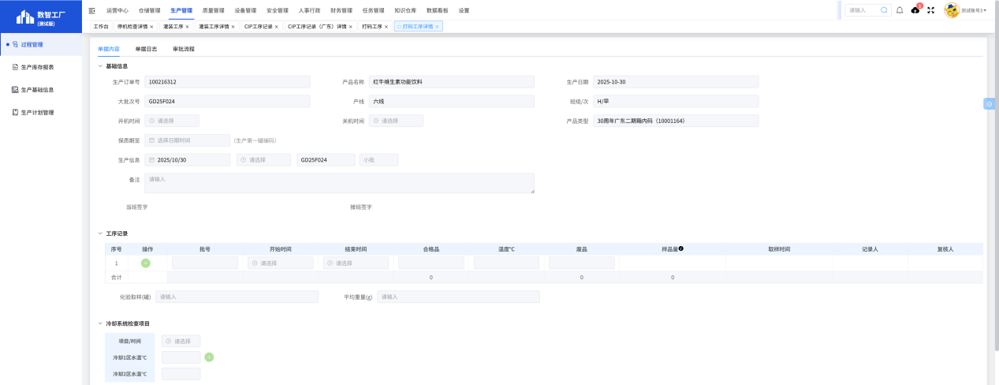 数智工厂
(测试版)
运营中心 仓储管理 生产管理 质量管理 设备管理 安全管理 人事行政 财务管理 任务管理 知识仓库 数据看板 设置
请输入
1
测试账号3
工作台 停机检查详情 × 灌装工序 × 灌装工序详情 × CIP工序记录 × CIP工序记录（广东）详情 × 打码工序 × 打码工序详情 ×
过程管理
生产库存报表
生产基础信息
生产计划管理
单据内容 单据日志 审批流程
基础信息
生产订单号 100216312 产品名称 红牛维生素功能饮料 生产日期 2025-10-30
大批次号 GD25F024 产线 六线 班组/次 H/早
开机时间 请选择 关机时间 请选择 产品类型 30周年广东二期箱内码（10001164）
保质期至 选择日期时间 (生产第一罐编码)
生产信息 2025/10/30 请选择 GD25F024 小批
备注 请输入
当班签字 接班签字
工序记录
序号 操作 批号 开始时间 结束时间 合格品 温度℃ 废品 样品量 取样时间 记录人 复核人
1 请选择 请选择
合计 0 0 0
化验取样(罐) 请输入 平均重量(g) 请输入
冷却系统检查项目
项目/时间 请选择
冷却1区水温℃
冷却2区水温℃